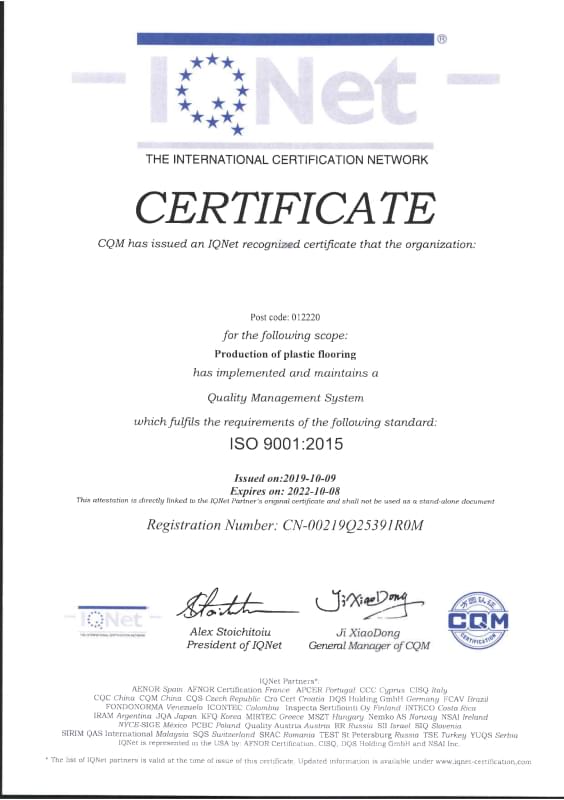 IQNet ®
THE INTERNATIONAL CERTIFICATION NETWORK
CERTIFICATE
CQM has issued an IQNet recognized certificate that the organization:
Post code: 012220
for the following scope:
Production of plastic flooring
has implemented and maintains a
Quality Management System
which fulfils the requirements of the following standard:
ISO 9001:2015
Issued on:2019-10-09
Expires on: 2022-10-08
This attestation is directly linked to the IQNet Partner's original certificate and shall not be used as a stand-alone document
Registration Number: CN-00219Q25391R0M
IQNet
THE INTERNATIONAL CERTIFICATION NETWORK
Alex Stoichitoiu
President of IQNet
Ji XiaoDong
Ji XiaoDong
General Manager of CQM
方圆认证
CQM
CERTIFICATION
IQNet Partners*:
AENOR Spain AFNOR Certification France APCER Portugal CCC Cyprus CISQ Italy
CQC China CQM China CQS Czech Republic Cro Cert Croatia DQS Holding GmbH Germany FCAV Brazil
FONDONORMA Venezuela ICONTEC Colombia Inspecta Sertifiointi Oy Finland INTECO Costa Rica
IRAM Argentina JQA Japan KFQ Korea MIRTEC Greece MSZT Hungary Nemko AS Norway NSAI Ireland
NYCE-SIGE México PCBC Poland Quality Austria Austria RR Russia SII Israel SIQ Slovenia
SIRIM QAS International Malaysia SQS Switzerland SRAC Romania TEST St Petersburg Russia TSE Turkey YUQS Serbia
IQNet is represented in the USA by: AFNOR Certification, CISQ, DQS Holding GmbH and NSAI Inc.
* The list of IQNet partners is valid at the time of issue of this certificate. Updated information is available under www.iqnet-certification.com